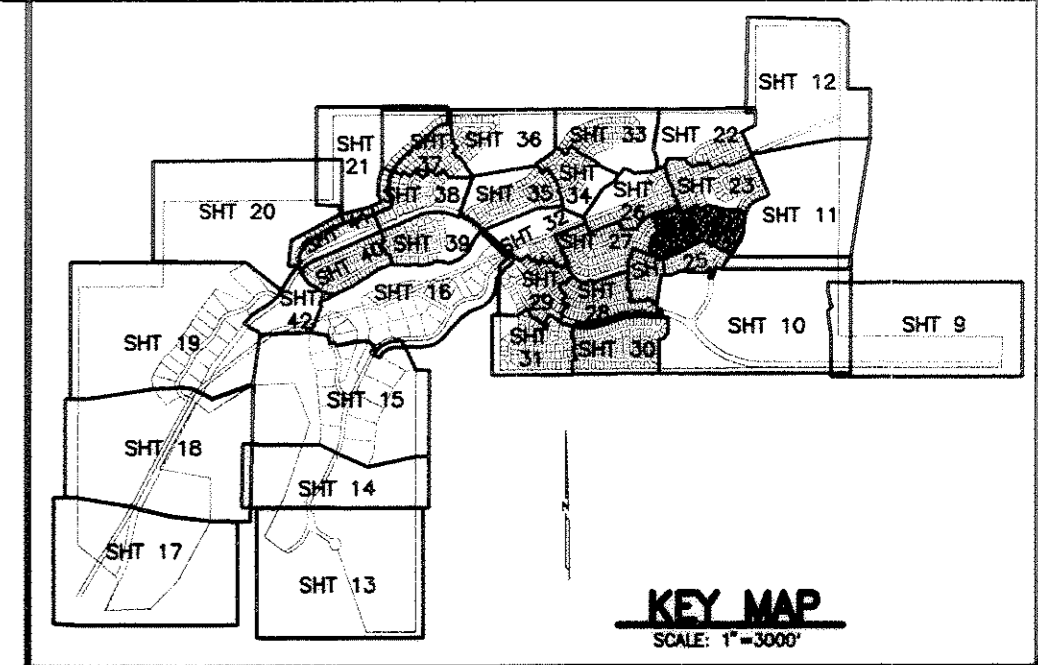 SHT 12
SHT 33
SHT 22
SHT 36
SHT
37
SHT
21
SHT
34
SHT 23
SHT
26
SHT 38
SHT 35
SHT 20
SHT 11
SHT 32
SHT 27
SHT 39
SHT 40
SHT 25
SHT 16
SHT
29
SHT
28
SHT
42
SHT 10
SHT 9
SHT
31
SHT 30
SHT 19
SHT 15
SHT 18
SHT 14
N
SHT 17
SHT 13
KEY MAP
SCALE: 1"=3000'